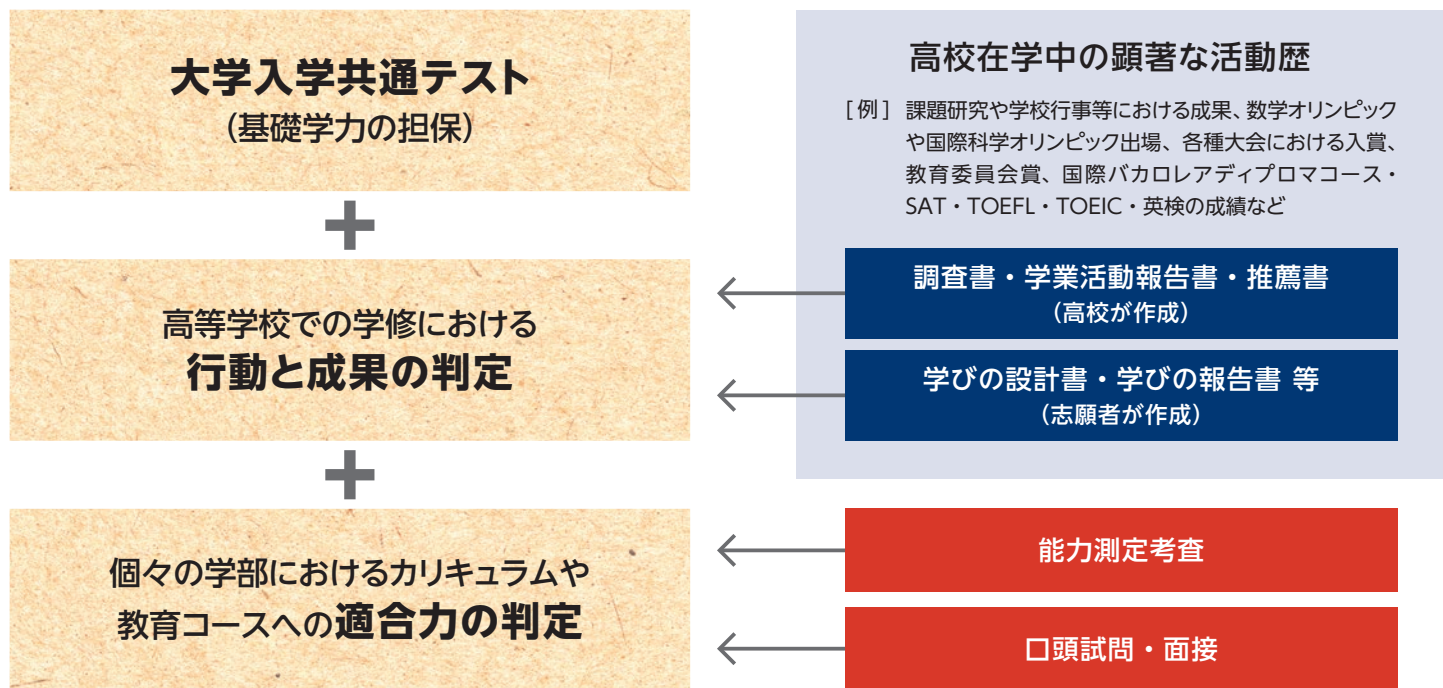 大学入学共通テスト
（基礎学力の担保）
＋
高等学校での学修における
行動と成果の判定
＋
個々の学部におけるカリキュラムや
教育コースへの適合力の判定
高校在学中の顕著な活動歴
［例］ 課題研究や学校行事等における成果、数学オリンピック
や国際科学オリンピック出場、各種大会における入賞、
教育委員会賞、国際バカロレアディプロマコース・
SAT・TOEFL・TOEIC・英検の成績など
調査書・学業活動報告書・推薦書
（高校が作成）
学びの設計書・学びの報告書 等
（志願者が作成）
能力測定考査
口頭試問・面接